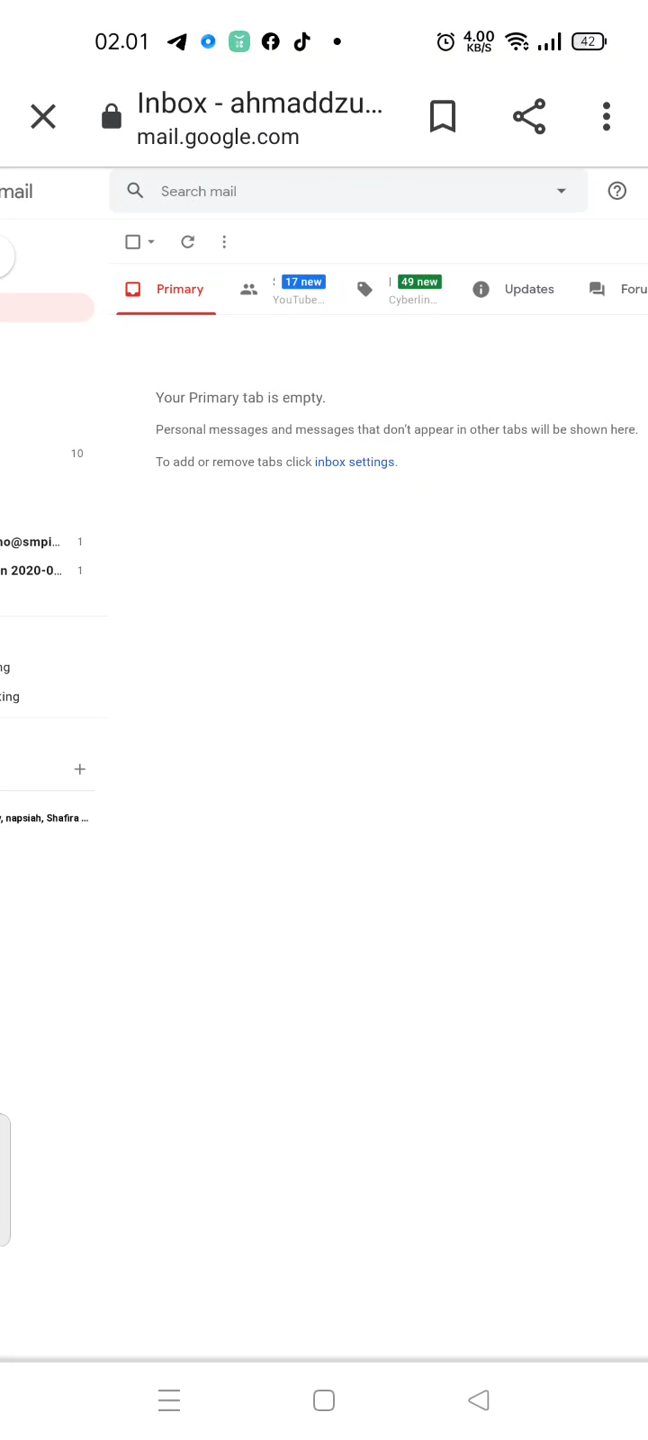 02.01 4.00 KB/S 42
Inbox - ahmaddzu...
mail.google.com
mail Search mail
Primary 17 new YouTube... 49 new Cyberlin... Updates Foru
Your Primary tab is empty.
Personal messages and messages that don't appear in other tabs will be shown here.
10
To add or remove tabs click inbox settings.
no@smpi... 1
n 2020-0... 1
ng
ting
+
, napsiah, Shafira ...